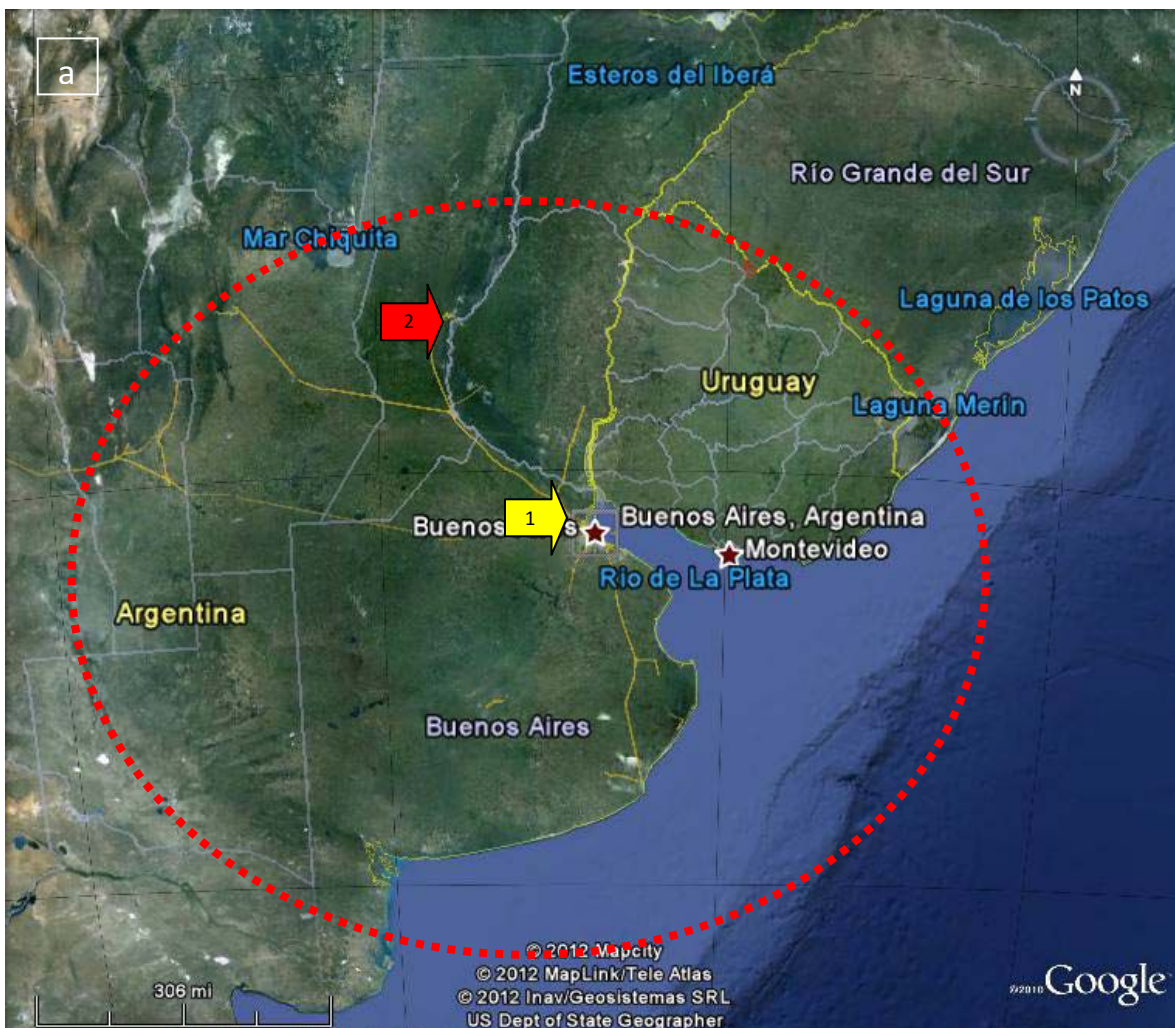 a
Esteros del Iberá
N
Río Grande del Sur
Mar Chiquita
Laguna de los Patos
2
Uruguay
Laguna Merín
1
Buenos s
Buenos Aires, Argentina
Montevideo
Rio de La Plata
Argentina
Buenos Aires
© 2012 Mapcity
© 2012 MapLink/Tele Atlas
© 2012 Inav/Geosistemas SRL
US Dept of State Geographer
306 mi
©2010 Google